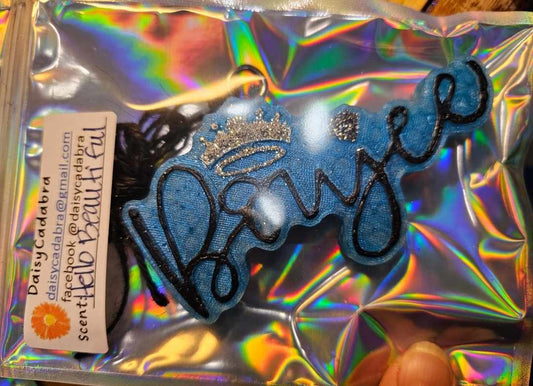 Boujee
DaisyCadabra
daisycadabra@gmail.com
facebook @daisycadabra
scent: Hello beautiful